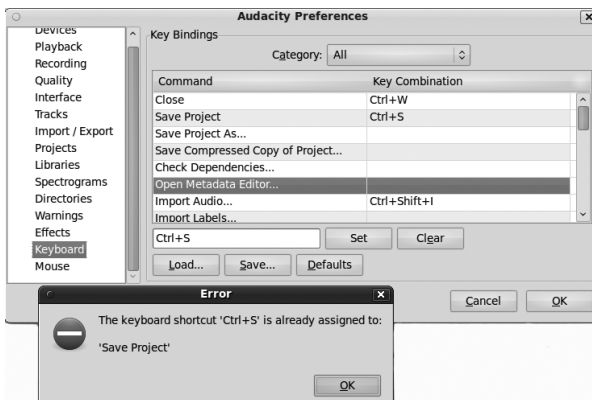 Audacity Preferences
Devices
Playback
Recording
Quality
Interface
Tracks
Import / Export
Projects
Libraries
Spectrograms
Directories
Warnings
Effects
Keyboard
Mouse
Key Bindings
Category: All
Command Key Combination
Close Ctrl+W
Save Project Ctrl+S
Save Project As...
Save Compressed Copy of Project...
Check Dependencies...
Open Metadata Editor...
Import Audio... Ctrl+Shift+I
Import Labels...
Ctrl+S Set Clear
Load... Save... Defaults
Cancel OK
Error
The keyboard shortcut 'Ctrl+S' is already assigned to:
'Save Project'
OK